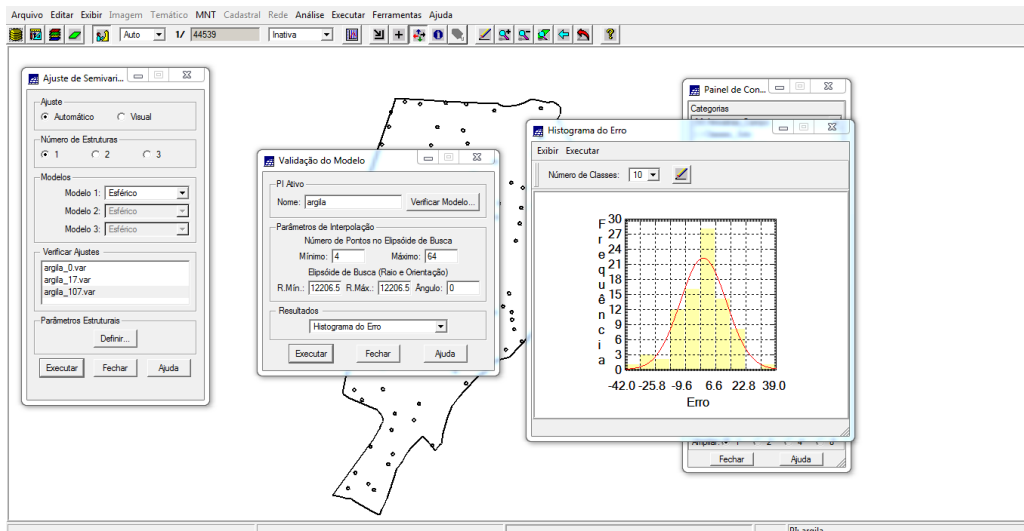 Arquivo Editar Exibir Imagem Temático MNT Cadastral Rede Análise Executar Ferramentas Ajuda
Auto 1/ 44539 Inativa
Ajuste de Semivari...
Ajuste
Automático Visual
Número de Estruturas
1 2 3
Modelos
Modelo 1: Esférico
Modelo 2: Esférico
Modelo 3: Esférico
Verificar Ajustes
argila_0.var
argila_17.var
argila_107.var
Parâmetros Estruturais
Definir...
Executar Fechar Ajuda
Validação do Modelo
PI Ativo
Nome: argila Verificar Modelo...
Parâmetros de Interpolação
Número de Pontos no Elipsóide de Busca
Mínimo: 4 Máximo: 64
Elipsóide de Busca (Raio e Orientação)
R.Mín.: 12206.5 R.Máx.: 12206.5 Ângulo: 0
Resultados
Histograma do Erro
Executar Fechar Ajuda
Painel de Con...
Categorias
Histograma do Erro
Exibir Executar
Número de Classes: 10
Frequência
30
27
24
21
18
15
12
9
6
3
0
-42.0 -25.8 -9.6 6.6 22.8 39.0
Erro
Fechar Ajuda